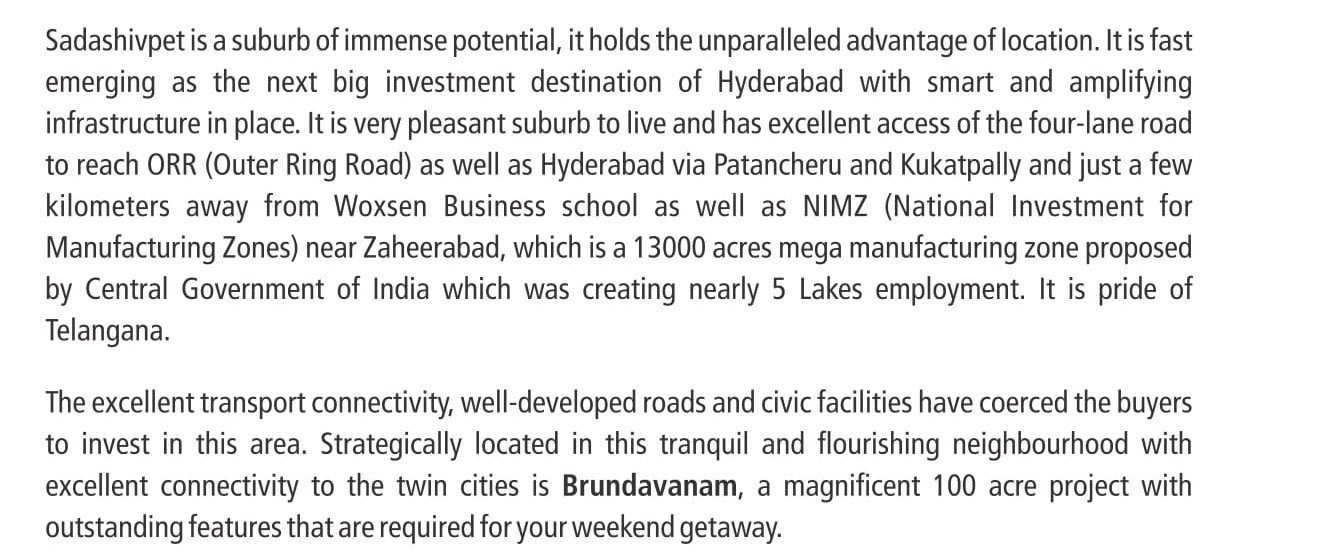 Sadashivpet is a suburb of immense potential, it holds the unparalleled advantage of location. It is fast
emerging as the next big investment destination of Hyderabad with smart and amplifying
infrastructure in place. It is very pleasant suburb to live and has excellent access of the four-lane road
to reach ORR (Outer Ring Road) as well as Hyderabad via Patancheru and Kukatpally and just a few
kilometers away from Woxsen Business school as well as NIMZ (National Investment for
Manufacturing Zones) near Zaheerabad, which is a 13000 acres mega manufacturing zone proposed
by Central Government of India which was creating nearly 5 Lakes employment. It is pride of
Telangana.
The excellent transport connectivity, well-developed roads and civic facilities have coerced the buyers
to invest in this area. Strategically located in this tranquil and flourishing neighbourhood with
excellent connectivity to the twin cities is Brundavanam, a magnificent 100 acre project with
outstanding features that are required for your weekend getaway.